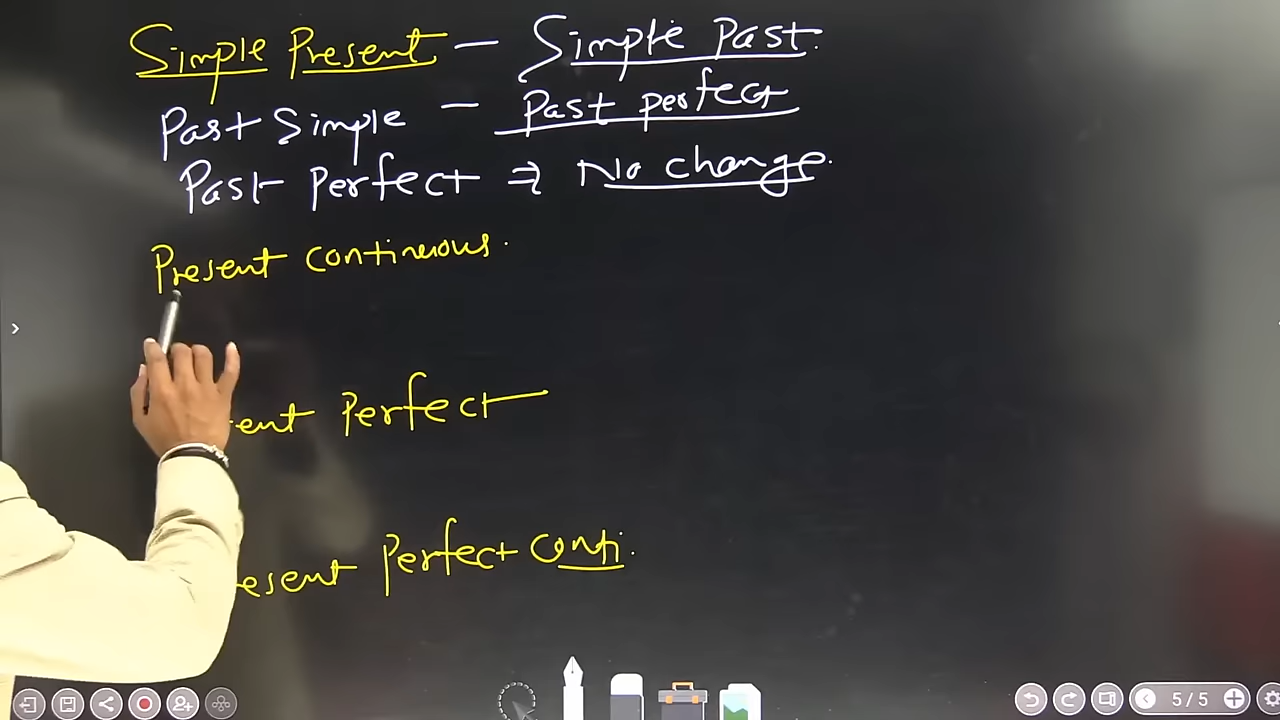 Simple Present - Simple Past.
Past Simple - Past perfect
Past Perfect ⇒ No change.
Present continuous.
Perfect
Perfect conti.
5/5